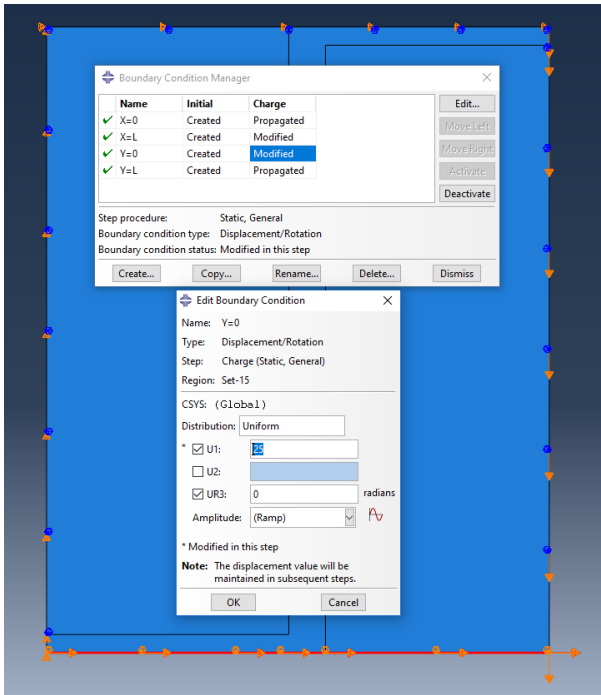 Boundary Condition Manager
Name Initial Charge
X=0 Created Propagated
X=L Created Modified
Y=0 Created Modified
Y=L Created Propagated
Edit...
Move Left
Move Right
Activate
Deactivate
Step procedure: Static, General
Boundary condition type: Displacement/Rotation
Boundary condition status: Modified in this step
Create... Copy... Rename... Delete... Dismiss
Edit Boundary Condition
Name: Y=0
Type: Displacement/Rotation
Step: Charge (Static, General)
Region: Set-15
CSYS: (Global)
Distribution: Uniform
* U1: 25
U2:
UR3: 0 radians
Amplitude: (Ramp)
* Modified in this step
Note: The displacement value will be
maintained in subsequent steps.
OK Cancel